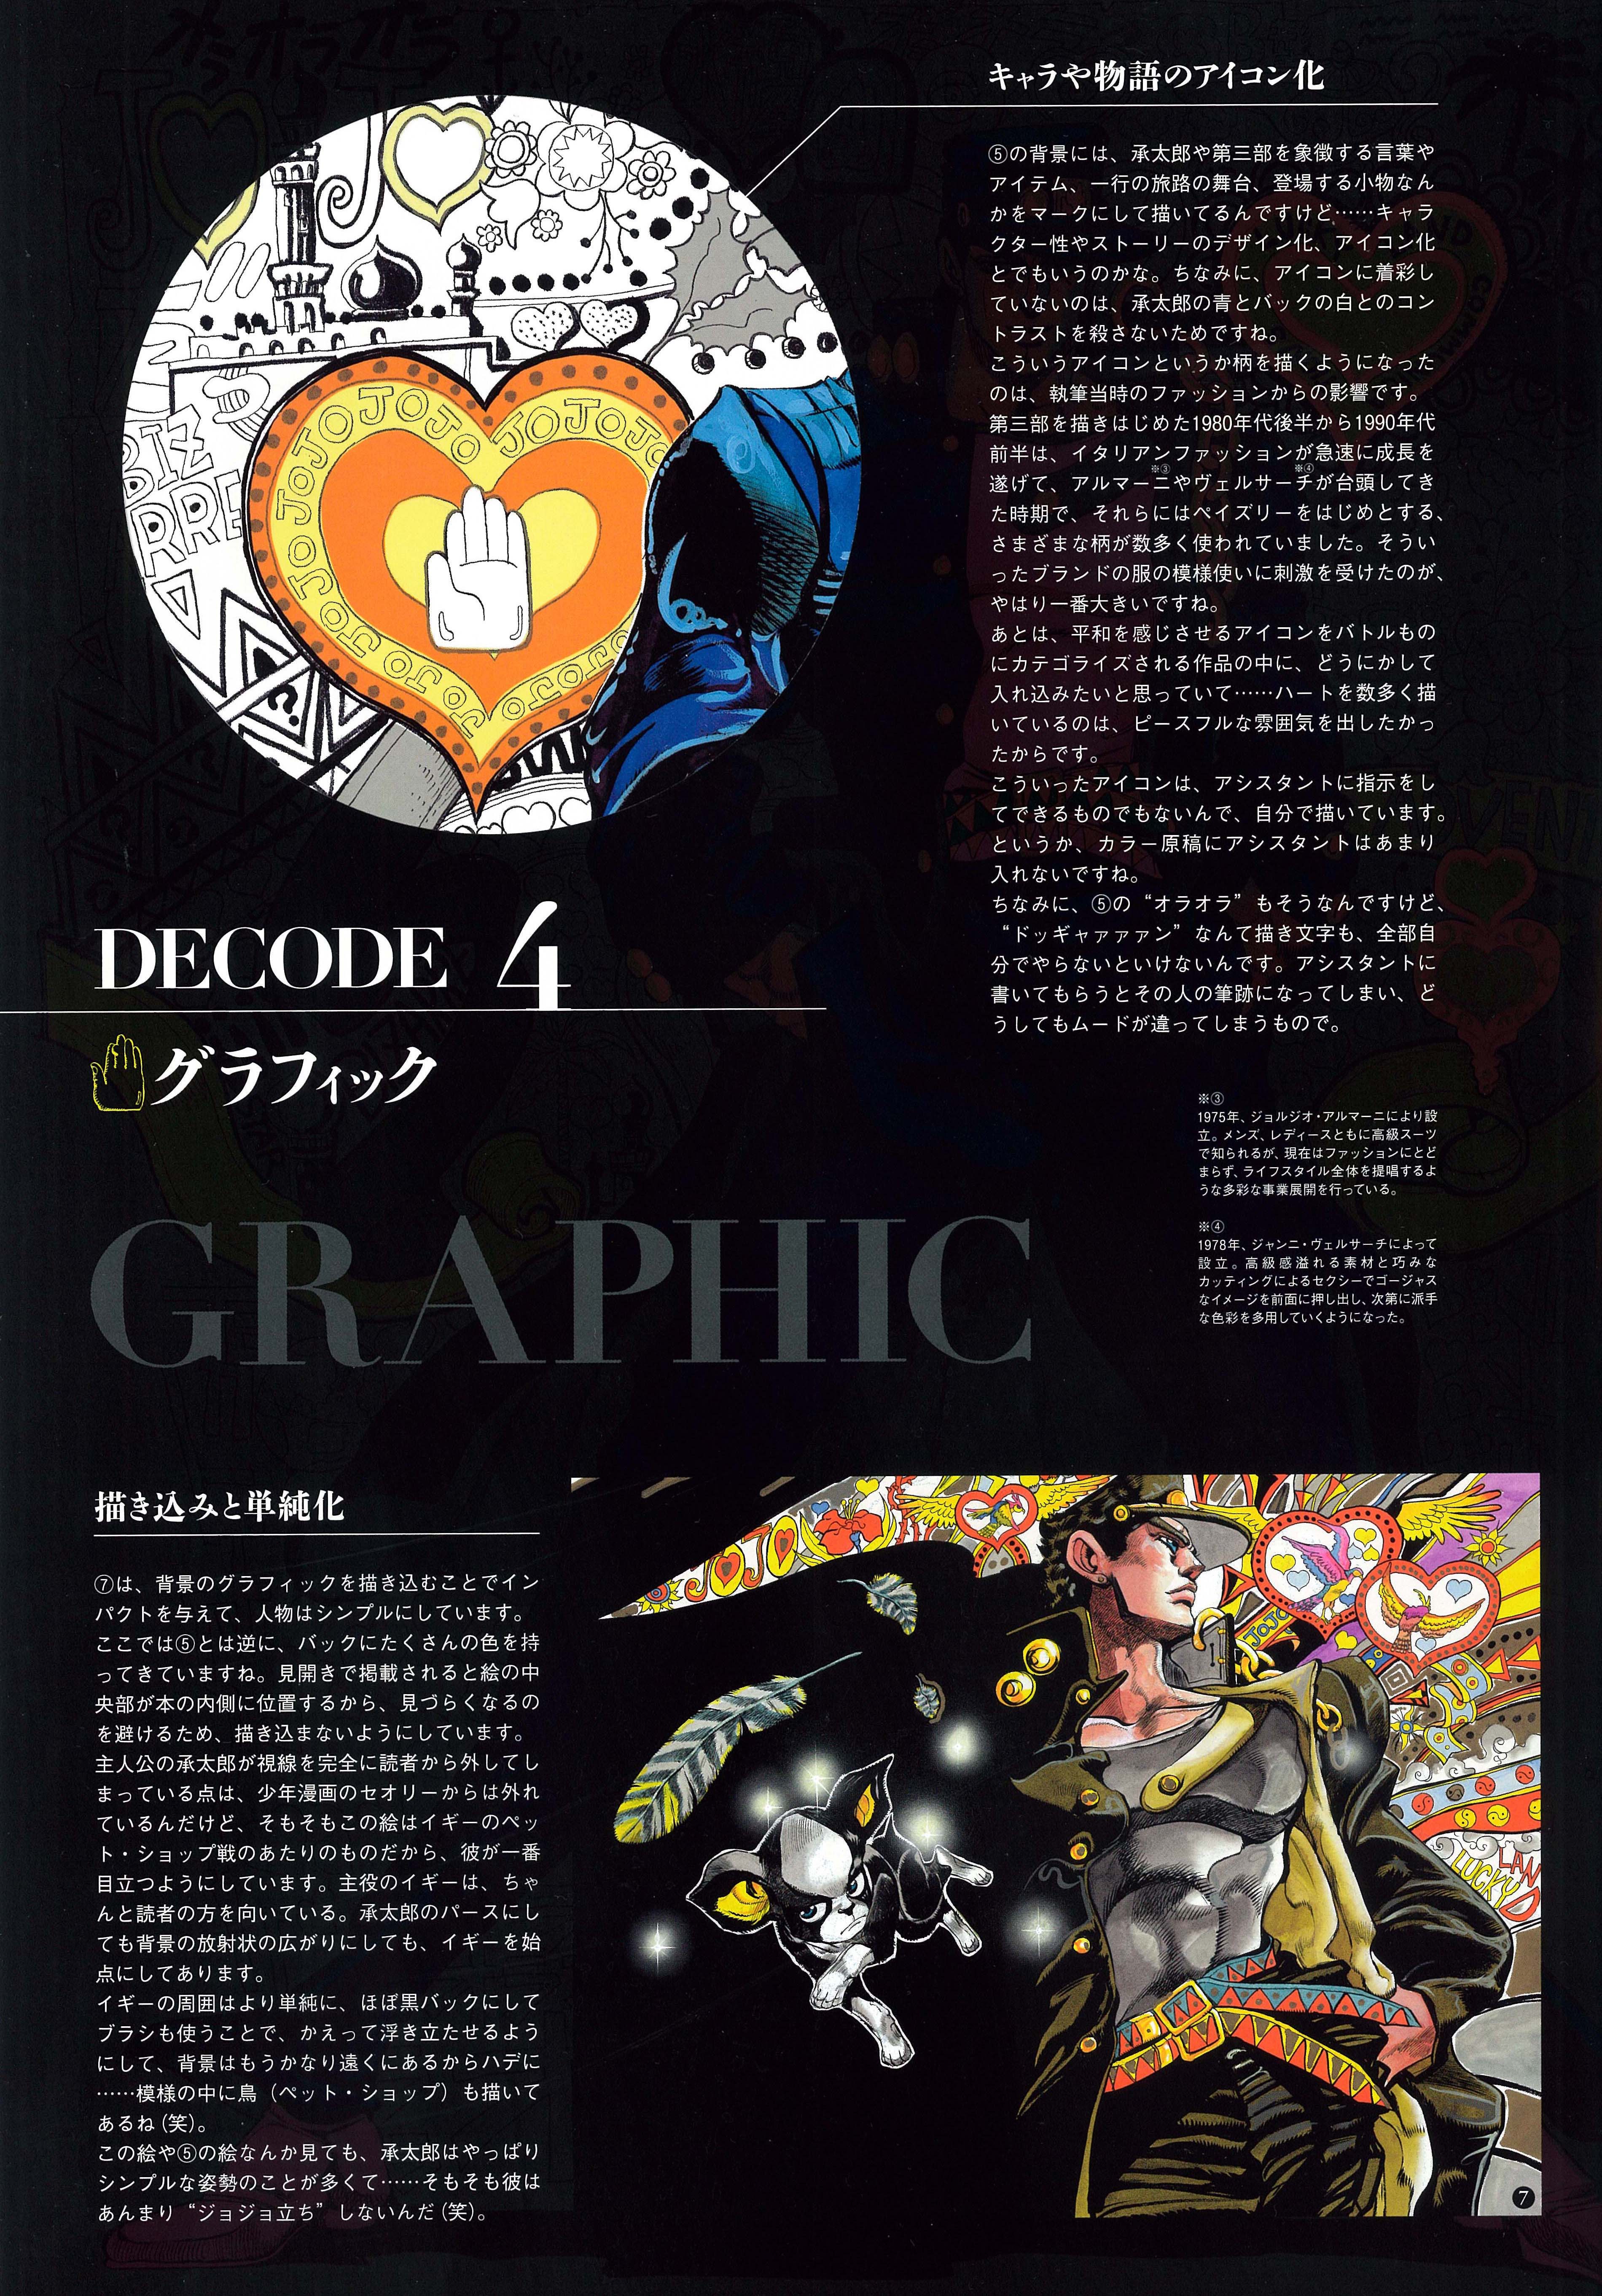 キャラや物語のアイコン化
⑤の背景には、承太郎や第三部を象徴する言葉や
アイテム、一行の旅路の舞台、登場する小物なん
かをマークにして描いてるんですけど……キャラ
クター性やストーリーのデザイン化、アイコン化
とでもいうのかな。ちなみに、アイコンに着彩し
ていないのは、承太郎の青とバックの白とのコン
トラストを殺さないためですね。
こういうアイコンというか柄を描くようになった
のは、執筆当時のファッションからの影響です。
第三部を描きはじめた1980年代後半から1990年代
前半は、イタリアンファッションが急速に成長を
※③ ※④
遂げて、アルマーニやヴェルサーチが台頭してき
た時期で、それらにはペイズリーをはじめとする、
さまざまな柄が数多く使われていました。そうい
ったブランドの服の模様使いに刺激を受けたのが、
やはり一番大きいですね。
あとは、平和を感じさせるアイコンをバトルもの
にカテゴライズされる作品の中に、どうにかして
入れ込みたいと思っていて……ハートを数多く描
いているのは、ピースフルな雰囲気を出したかっ
たからです。
こういったアイコンは、アシスタントに指示をし
てできるものでもないんで、自分で描いています。
というか、カラー原稿にアシスタントはあまり
入れないですね。
ちなみに、⑤の“オラオラ”もそうなんですけど、
“ドッギャァァァン”なんて描き文字も、全部自
分でやらないといけないんです。アシスタントに
書いてもらうとその人の筆跡になってしまい、ど
うしてもムードが違ってしまうもので。
BIZ
RRE
JOJOJOJOJOJO
DECODE 4
グラフィック
※③
1975年、ジョルジオ・アルマーニにより設
立。メンズ、レディースともに高級スーツ
で知られるが、現在はファッションにとど
まらず、ライフスタイル全体を提唱するよ
うな多彩な事業展開を行っている。
※④
1978年、ジャンニ・ヴェルサーチによって
設立。高級感溢れる素材と巧みな
カッティングによるセクシーでゴージャス
なイメージを前面に押し出し、次第に派手
な色彩を多用していくようになった。
GRAPHIC
描き込みと単純化
⑦は、背景のグラフィックを描き込むことでイン
パクトを与えて、人物はシンプルにしています。
ここでは⑤とは逆に、バックにたくさんの色を持
ってきていますね。見開きで掲載されると絵の中
央部が本の内側に位置するから、見づらくなるの
を避けるため、描き込まないようにしています。
主人公の承太郎が視線を完全に読者から外してし
まっている点は、少年漫画のセオリーからは外れ
ているんだけど、そもそもこの絵はイギーのペッ
ト・ショップ戦のあたりのものだから、彼が一番
目立つようにしています。主役のイギーは、ちゃ
んと読者の方を向いている。承太郎のパースにし
ても背景の放射状の広がりにしても、イギーを始
点にしてあります。
イギーの周囲はより単純に、ほぼ黒バックにして
ブラシも使うことで、かえって浮き立たせるよう
にして、背景はもうかなり遠くにあるからハデに
……模様の中に鳥（ペット・ショップ）も描いて
あるね（笑）。
この絵や⑤の絵なんか見ても、承太郎はやっぱり
シンプルな姿勢のことが多くて……そもそも彼は
あんまり“ジョジョ立ち”しないんだ（笑）。
JOJO
JOJO
LAN
LUCKY
D
7